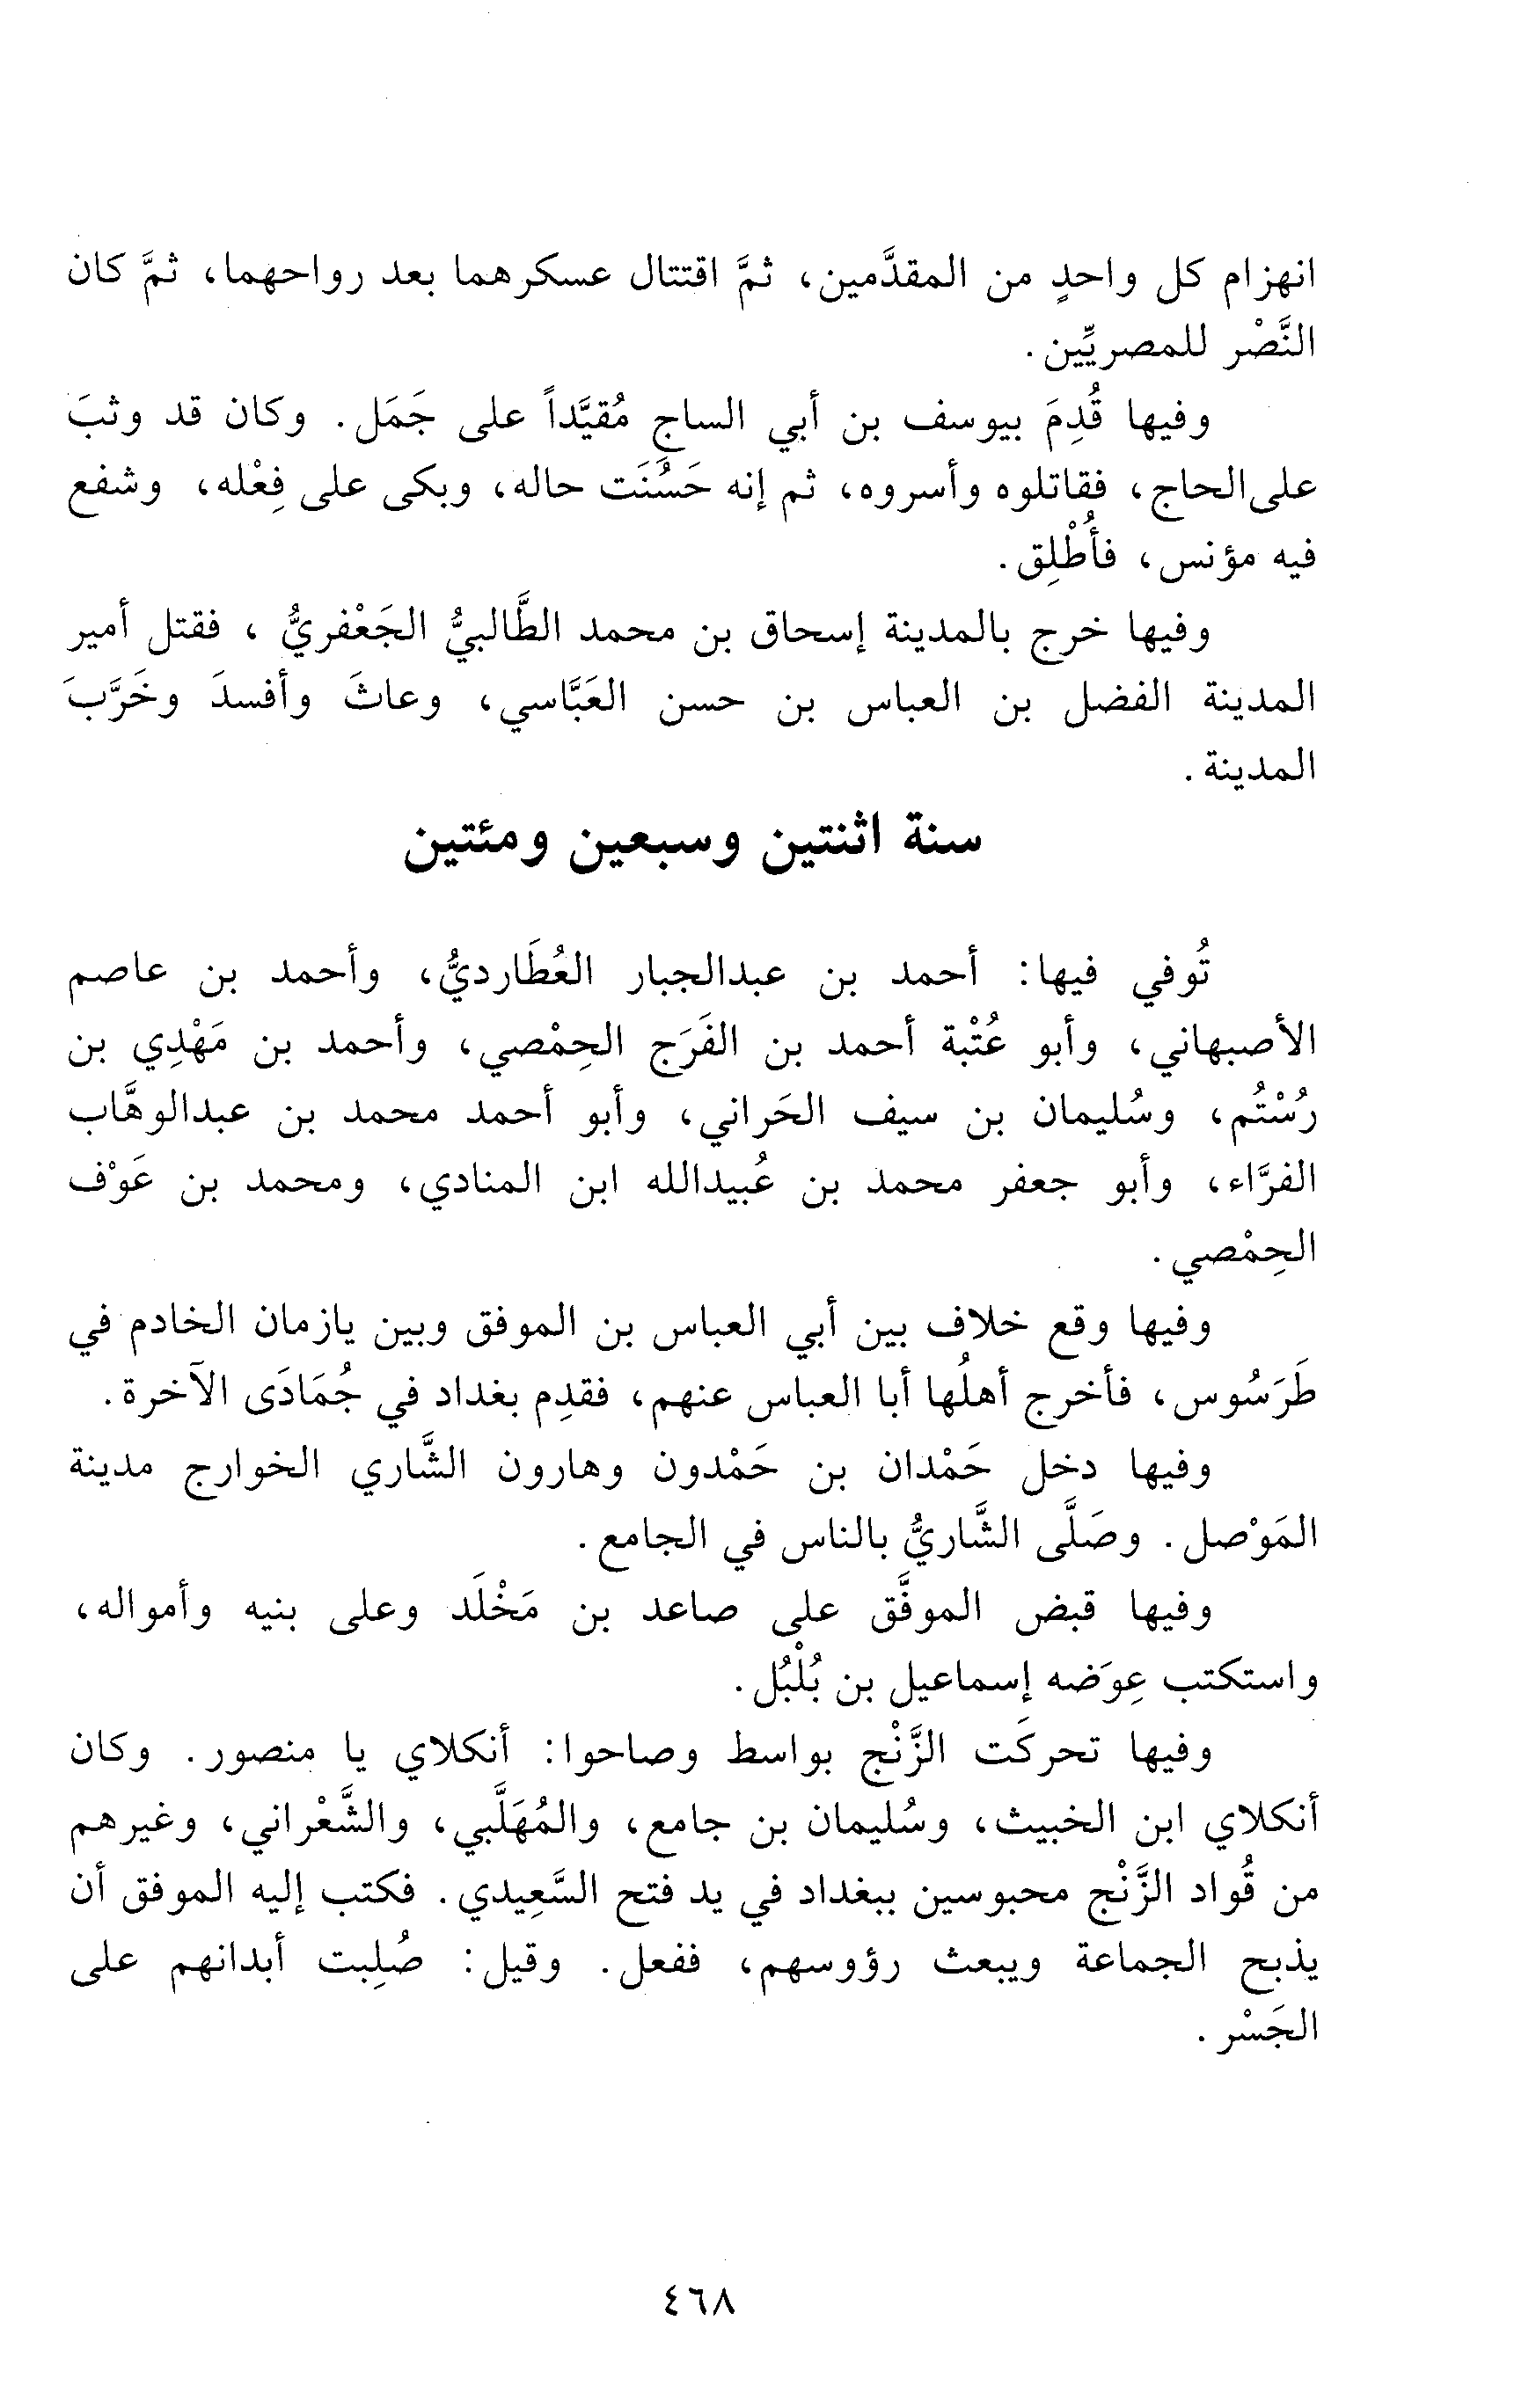 انهزام كل واحدٍ من المقدَّمين، ثمَّ اقتتال عسكرهما بعد رواحهما، ثمَّ كان
النَّصْر للمصريِّين.
وفيها قُدِمَ بيوسف بن أبي الساجِ مُقيَّداً على جَمَل. وكان قد وثبَ
على الحاج، فقاتلوه وأسروه، ثم إنه حَسُنَت حاله، وبكى على فِعْله، وشفع
فيه مؤنس، فأُطْلِق.
وفيها خرج بالمدينة إسحاق بن محمد الطَّالبيُّ الجَعْفريُّ، فقتل أمير
المدينة الفضل بن العباس بن حسن العَبَّاسي، وعاثَ وأفسدَ وخَرَّبَ
المدينة.
سنة اثنتين وسبعين ومئتين
تُوفي فيها: أحمد بن عبدالجبار العُطَارديُّ، وأحمد بن عاصم
الأصبهاني، وأبو عُتْبة أحمد بن الفَرَج الحِمْصي، وأحمد بن مَهْدِي بن
رُسْتُم، وسُليمان بن سيف الحَراني، وأبو أحمد محمد بن عبدالوهَّاب
الفرَّاء، وأبو جعفر محمد بن عُبيدالله ابن المنادي، ومحمد بن عَوْف
الحِمْصي.
وفيها وقع خلاف بين أبي العباس بن الموفق وبين يازمان الخادم في
طَرَسُوس، فأخرج أهلُها أبا العباس عنهم، فقدِم بغداد في جُمَادَى الآخرة.
وفيها دخل حَمْدان بن حَمْدون وهارون الشَّاري الخوارج مدينة
المَوْصل. وصَلَّى الشَّاريُّ بالناس في الجامع.
وفيها قبض الموفَّق على صاعد بن مَخْلَد وعلى بنيه وأمواله،
واستكتب عِوَضه إسماعيل بن بُلْبُل.
وفيها تحركَت الزَّنْج بواسط وصاحوا: أنكلاي يا منصور. وكان
أنكلاي ابن الخبيث، وسُليمان بن جامع، والمُهَلَّبي، والشَّعْراني، وغيرهم
من قُواد الزَّنْج محبوسين ببغداد في يد فتح السَّعِيدي. فكتب إليه الموفق أن
يذبح الجماعة ويبعث رؤوسهم، ففعل. وقيل: صُلِبت أبدانهم على
الجَسْر.
٤٦٨